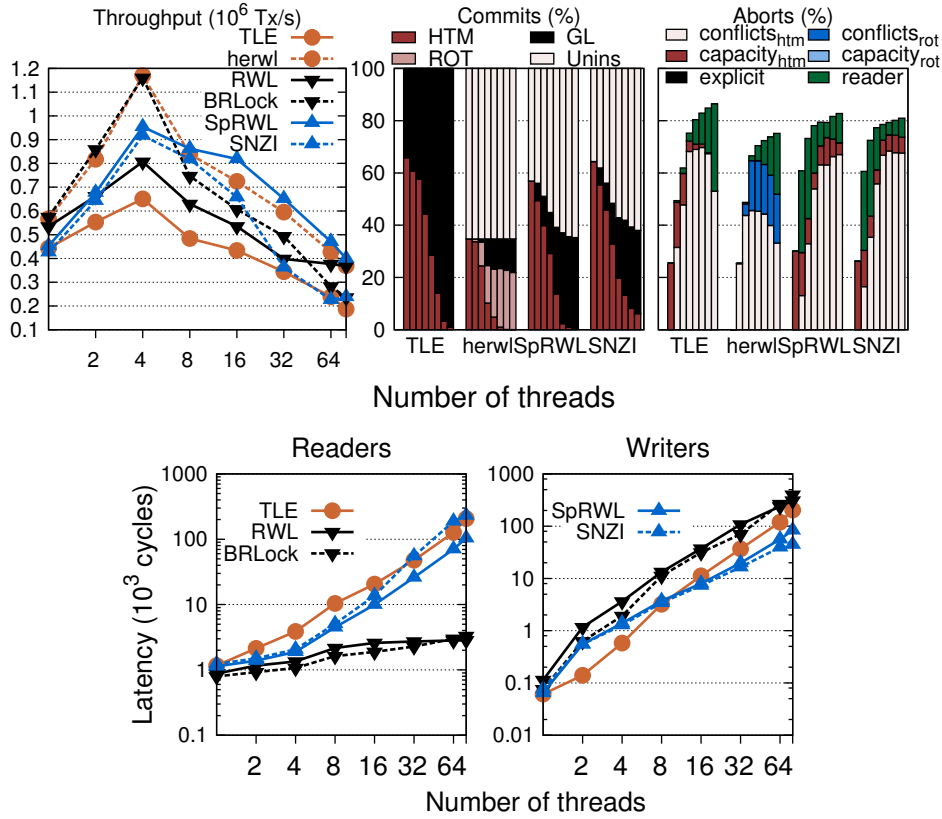 Throughput (10⁶ Tx/s)
TLE
herwl
RWL
BRLock
SpRWL
SNZI
1.2
1.1
1
0.9
0.8
0.7
0.6
0.5
0.4
0.3
0.2
0.1
2 4 8 16 32 64
Commits (%)
HTM GL
ROT Unins
100
80
60
40
20
0
TLE herwl SpRWL SNZI
Aborts (%)
conflicts_htm conflicts_rot
capacity_htm capacity_rot
explicit reader
TLE herwl SpRWL SNZI
Number of threads
Readers
TLE
RWL
BRLock
Latency (10³ cycles)
1000
100
10
1
0.1
2 4 8 16 32 64
Writers
SpRWL
SNZI
1000
100
10
1
0.1
0.01
2 4 8 16 32 64
Number of threads